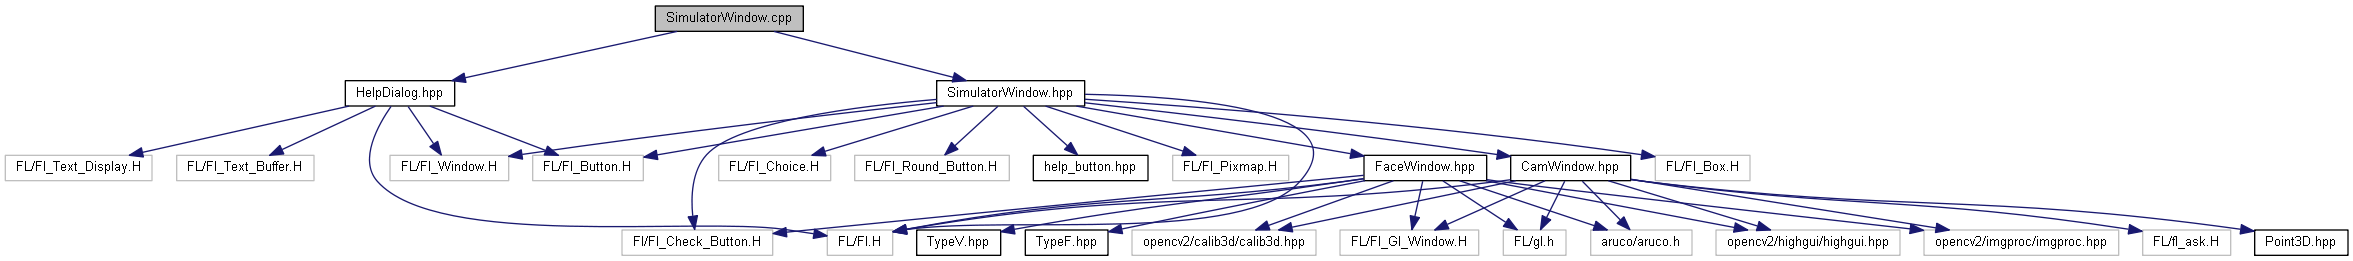 SimulatorWindow.cpp
HelpDialog.hpp
SimulatorWindow.hpp
FL/Fl_Text_Display.H
FL/Fl_Text_Buffer.H
FL/Fl_Window.H
FL/Fl_Button.H
FL/Fl_Choice.H
FL/Fl_Round_Button.H
help_button.hpp
FL/Fl_Pixmap.H
FaceWindow.hpp
CamWindow.hpp
FL/Fl_Box.H
Fl/Fl_Check_Button.H
FL/Fl.H
TypeV.hpp
TypeF.hpp
opencv2/calib3d/calib3d.hpp
FL/Fl_Gl_Window.H
FL/gl.h
aruco/aruco.h
opencv2/highgui/highgui.hpp
opencv2/imgproc/imgproc.hpp
FL/fl_ask.H
Point3D.hpp